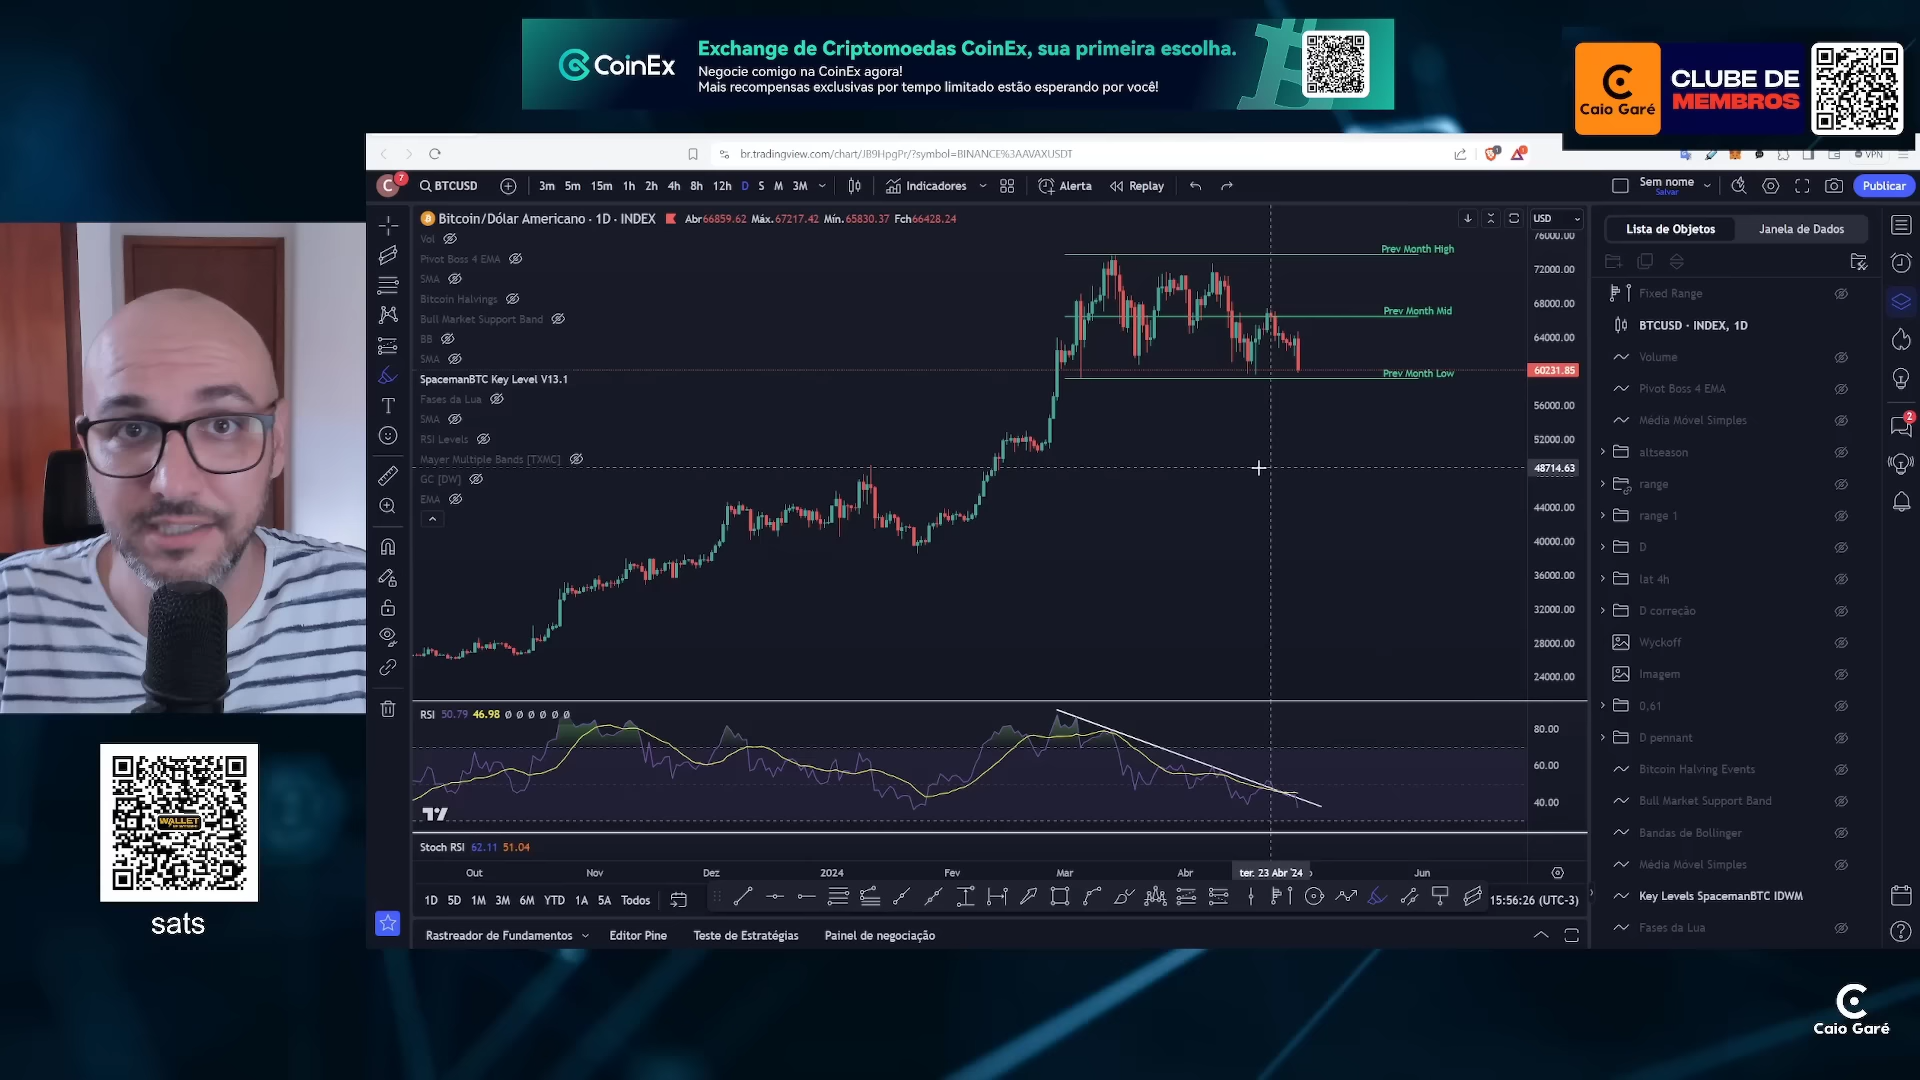 CoinEx
Exchange de Criptomoedas CoinEx, sua primeira escolha.
Negocie comigo na CoinEx agora!
Mais recompensas exclusivas por tempo limitado estão esperando por você!
Caio Garé
CLUBE DE
MEMBROS
br.tradingview.com/chart/JB9HpgPr/?symbol=BINANCE%3AAVAXUSDT
VPN
C 7
BTCUSD
3m 5m 15m 1h 2h 4h 8h 12h D S M 3M
Indicadores
Alerta
Replay
Sem nome
Salvar
Publicar
Bitcoin/Dólar Americano · 1D · INDEX
Abr66859.62 Máx.67217.42 Mín.65830.37 Fch66428.24
USD
Vol
Pivot Boss 4 EMA
SMA
Bitcoin Halvings
Bull Market Support Band
BB
SMA
SpacemanBTC Key Level V13.1
Fases da Lua
SMA
RSI Levels
Mayer Multiple Bands [TXMC]
GC [DW]
EMA
Prev Month High
Prev Month Mid
Prev Month Low
76000.00
72000.00
68000.00
64000.00
60231.85
56000.00
52000.00
48714.63
44000.00
40000.00
36000.00
32000.00
28000.00
24000.00
RSI 50.79 46.98 Ø Ø Ø Ø Ø Ø
80.00
60.00
40.00
Stoch RSI 62.11 51.04
Out Nov Dez 2024 Fev Mar Abr ter. 23 Abr '24 Jun
1D 5D 1M 3M 6M YTD 1A 5A Todos
15:56:26 (UTC-3)
Rastreador de Fundamentos
Editor Pine
Teste de Estratégias
Painel de negociação
Lista de Objetos
Janela de Dados
Fixed Range
BTCUSD · INDEX, 1D
Volume
Pivot Boss 4 EMA
Média Móvel Simples
altseason
range
range 1
D
lat 4h
D correção
Wyckoff
Imagem
0,61
D pennant
Bitcoin Halving Events
Bull Market Support Band
Bandas de Bollinger
Média Móvel Simples
Key Levels SpacemanBTC IDWM
Fases da Lua
2
WALLET
sats
Caio Garé